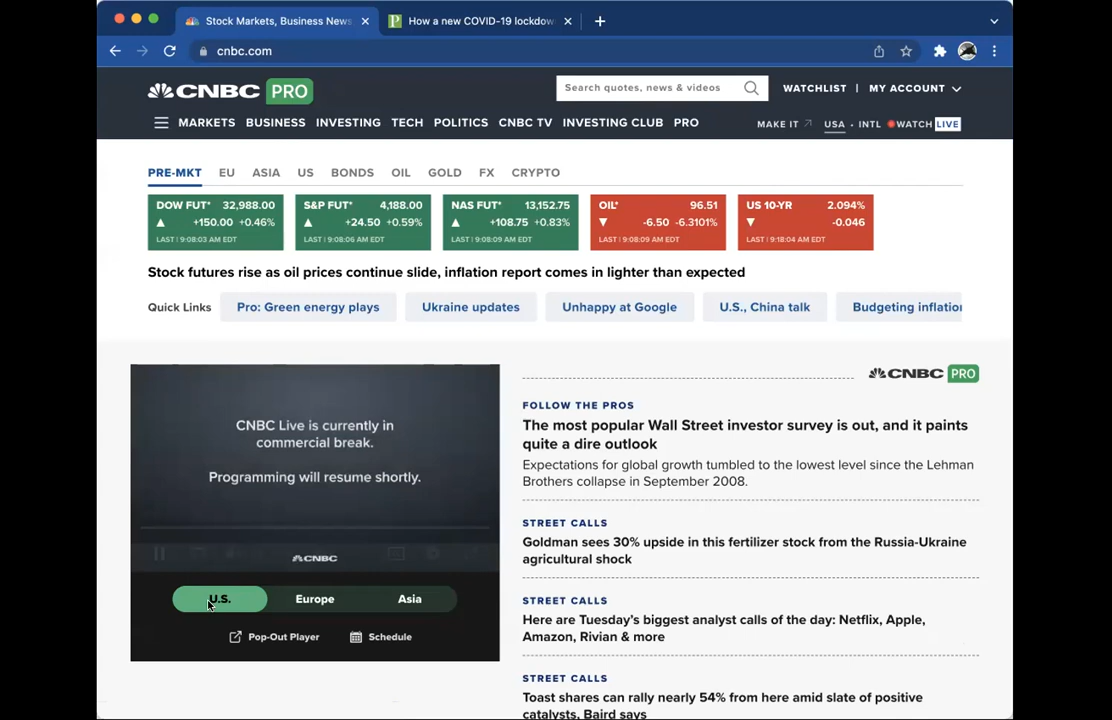 Stock Markets, Business News
How a new COVID-19 lockdow
cnbc.com
CNBC PRO
Search quotes, news & videos
WATCHLIST | MY ACCOUNT
MARKETS BUSINESS INVESTING TECH POLITICS CNBC TV INVESTING CLUB PRO
MAKE IT USA • INTL WATCH LIVE
PRE-MKT EU ASIA US BONDS OIL GOLD FX CRYPTO
DOW FUT* 32,988.00
+150.00 +0.46%
LAST | 9:08:03 AM EDT
S&P FUT* 4,188.00
+24.50 +0.59%
LAST | 9:08:06 AM EDT
NAS FUT* 13,152.75
+108.75 +0.83%
LAST | 9:08:09 AM EDT
OIL* 96.51
-6.50 -6.3101%
LAST | 9:08:09 AM EDT
US 10-YR 2.094%
-0.046
LAST | 9:18:04 AM EDT
Stock futures rise as oil prices continue slide, inflation report comes in lighter than expected
Quick Links Pro: Green energy plays Ukraine updates Unhappy at Google U.S., China talk Budgeting inflation
CNBC Live is currently in
commercial break.
Programming will resume shortly.
CNBC
U.S. Europe Asia
Pop-Out Player Schedule
CNBC PRO
FOLLOW THE PROS
The most popular Wall Street investor survey is out, and it paints
quite a dire outlook
Expectations for global growth tumbled to the lowest level since the Lehman
Brothers collapse in September 2008.
STREET CALLS
Goldman sees 30% upside in this fertilizer stock from the Russia-Ukraine
agricultural shock
STREET CALLS
Here are Tuesday's biggest analyst calls of the day: Netflix, Apple,
Amazon, Rivian & more
STREET CALLS
Toast shares can rally nearly 54% from here amid slate of positive
catalysts, Baird says